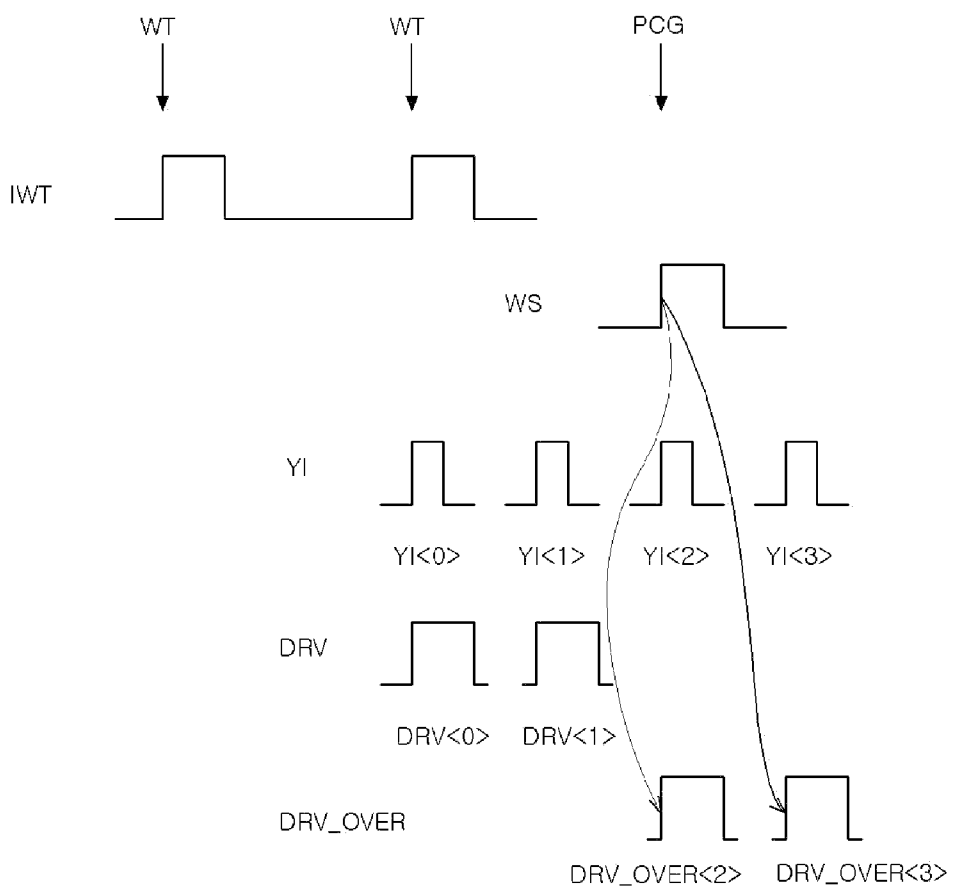 WT WT PCG
IWT
WS
YI
YI<0> YI<1> YI<2> YI<3>
DRV
DRV<0> DRV<1>
DRV_OVER
DRV_OVER<2> DRV_OVER<3>